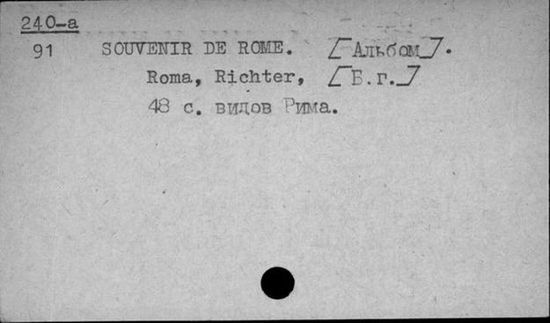 240-а
91 SOUVENIR DE ROME. [Альбом].
Roma, Richter, [Б.г.]
48 с. видов Рима.